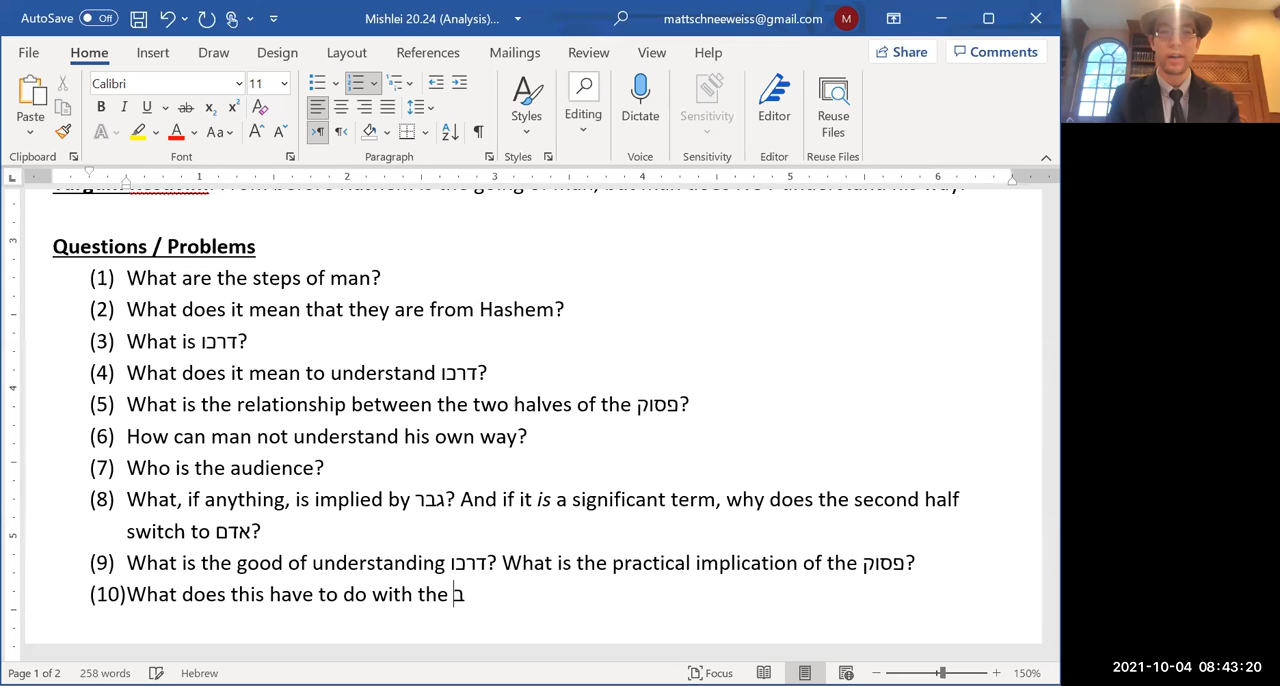 AutoSave Off Mishlei 20.24 (Analysis)... mattschneeweiss@gmail.com M
File Home Insert Draw Design Layout References Mailings Review View Help Share Comments
Calibri 11
Paste Styles Editing Dictate Sensitivity Editor Reuse Files
Clipboard Font Paragraph Styles Voice Sensitivity Editor Reuse Files
1 2 3 4 5 6
Questions / Problems
(1) What are the steps of man?
(2) What does it mean that they are from Hashem?
(3) What is דרכו?
(4) What does it mean to understand דרכו?
(5) What is the relationship between the two halves of the פסוק?
(6) How can man not understand his own way?
(7) Who is the audience?
(8) What, if anything, is implied by גבר? And if it is a significant term, why does the second half
switch to אדם?
(9) What is the good of understanding דרכו? What is the practical implication of the פסוק?
(10)What does this have to do with the ב
Page 1 of 2 258 words Hebrew Focus 150%
2021-10-04 08:43:20